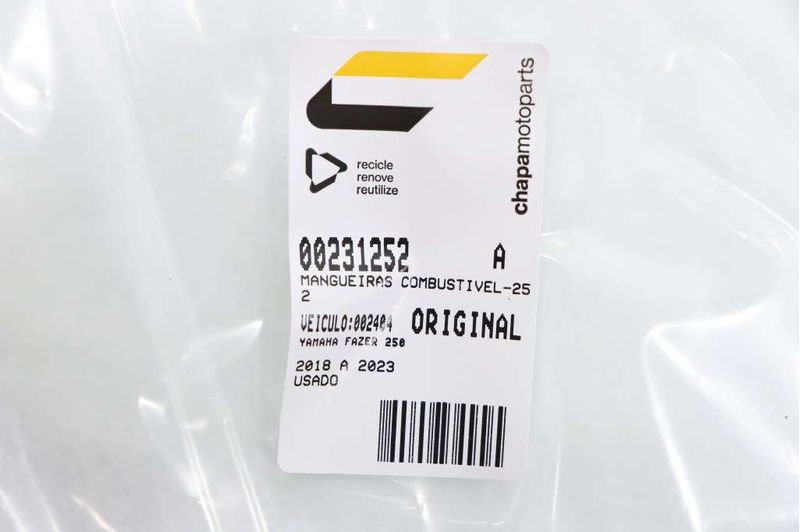 chapamotoparts
recicle
renove
reutilize
00231252 A
MANGUEIRAS COMBUSTIVEL-25
2
VEICULO:002404 ORIGINAL
YAMAHA FAZER 250
2018 A 2023
USADO